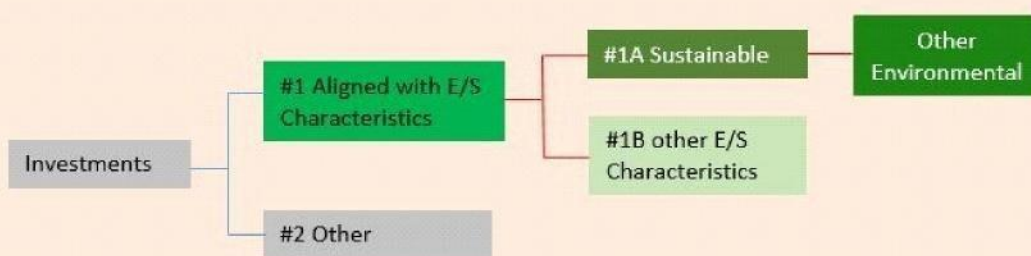 Investments
#1 Aligned with E/S
Characteristics
#2 Other
#1A Sustainable
#1B other E/S
Characteristics
Other
Environmental